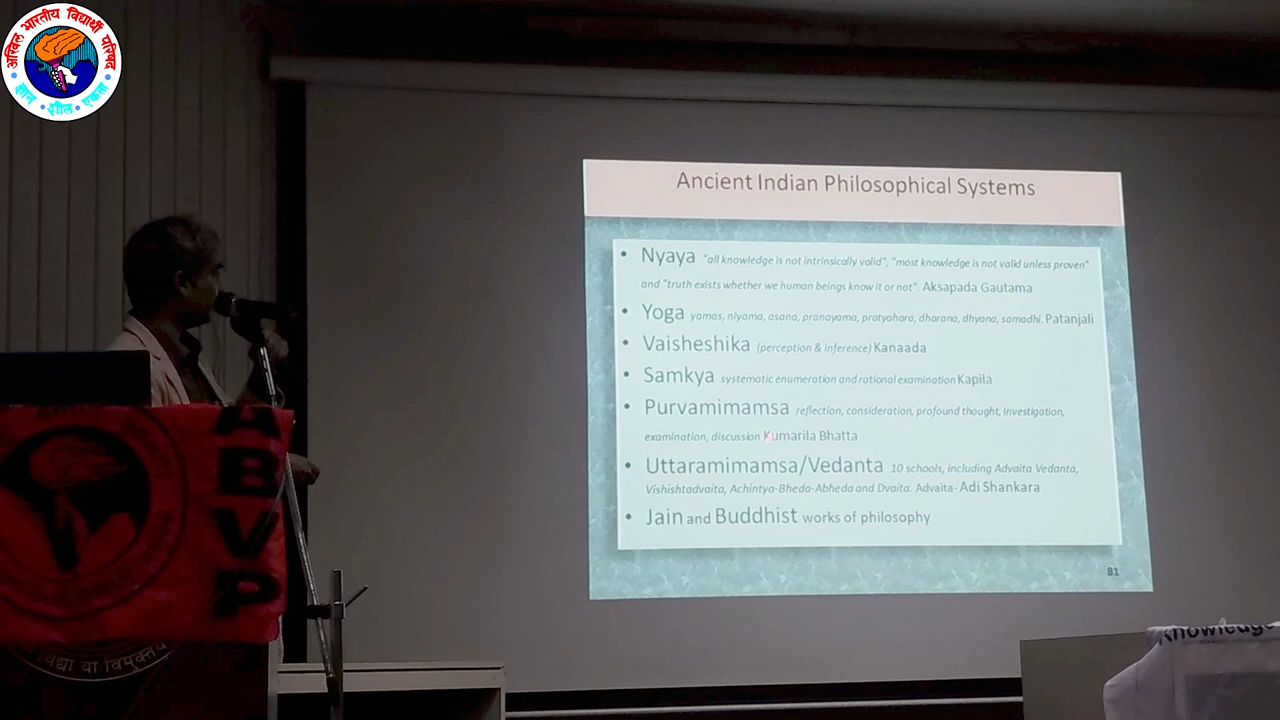 अखिल भारतीय विद्यार्थी परिषद
ज्ञान • शील • एकता
Ancient Indian Philosophical Systems
• Nyaya "all knowledge is not intrinsically valid", "most knowledge is not valid unless proven"
and "truth exists whether we human beings know it or not". Aksapada Gautama
• Yoga yamas, niyama, asana, pranayama, pratyahara, dharana, dhyana, samadhi. Patanjali
• Vaisheshika (perception & inference) Kanaada
• Samkya systematic enumeration and rational examination Kapila
• Purvamimamsa reflection, consideration, profound thought, investigation,
examination, discussion Kumarila Bhatta
• Uttaramimamsa/Vedanta 10 schools, including Advaita Vedanta,
Vishishtadvaita, Achintya-Bheda-Abheda and Dvaita. Advaita- Adi Shankara
• Jain and Buddhist works of philosophy
81
ABVP
विद्या या विमुक्तये
Knowledge